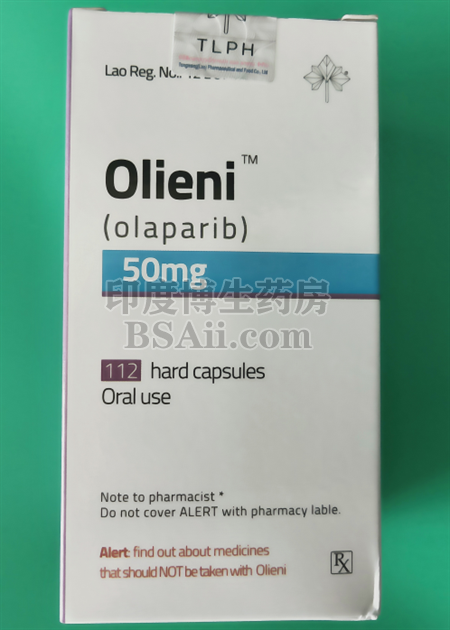 TLPH
Lao Reg. No.:
Olieni™
(olaparib)
50mg
印度博生药房
BSAii.com
112 hard capsules
Oral use
Note to pharmacist *
Do not cover ALERT with pharmacy lable.
Alert: find out about medicines
that should NOT be taken with Olieni
Rx